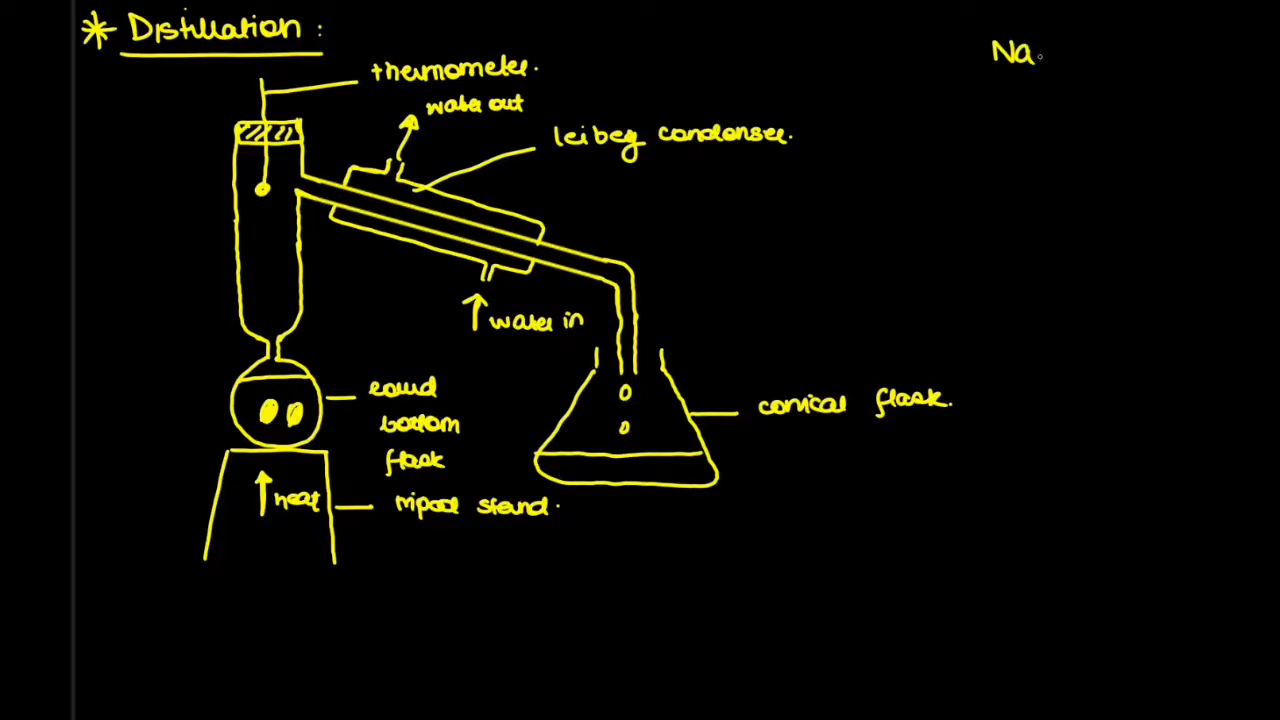 * Distillation :
Na
thermometer.
water out
leibeg condenser.
water in
round
bottom
flask
conical flask.
heat
tripod stand.